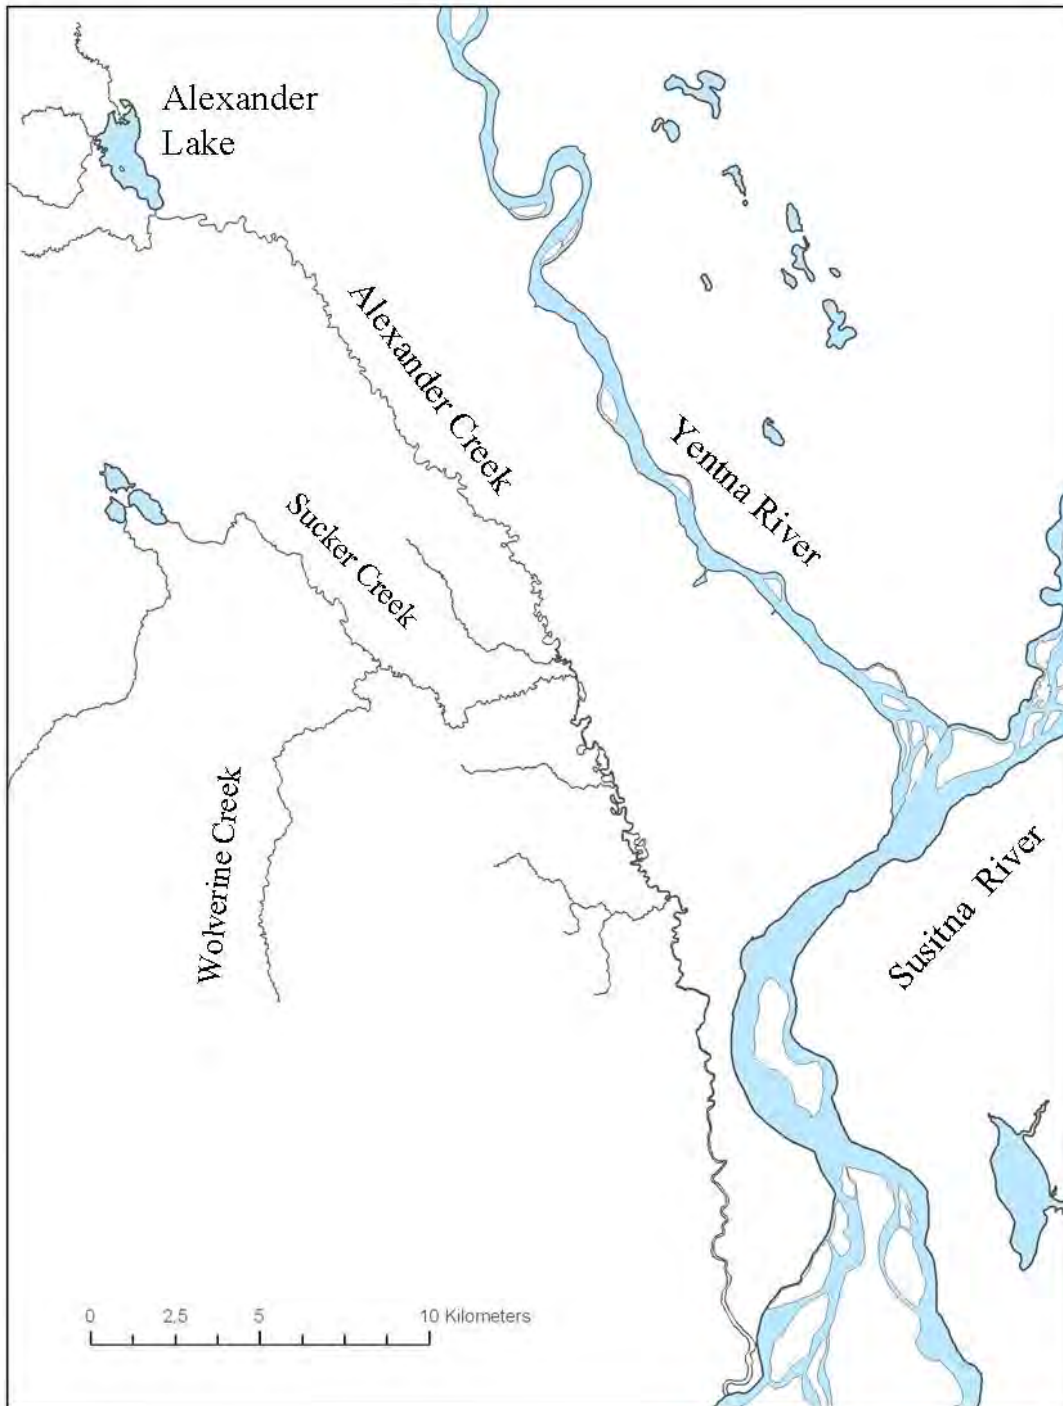 Alexander
Lake
Alexander Creek
Yentna River
Sucker Creek
Wolverine Creek
Susitna River
0 2.5 5 10 Kilometers